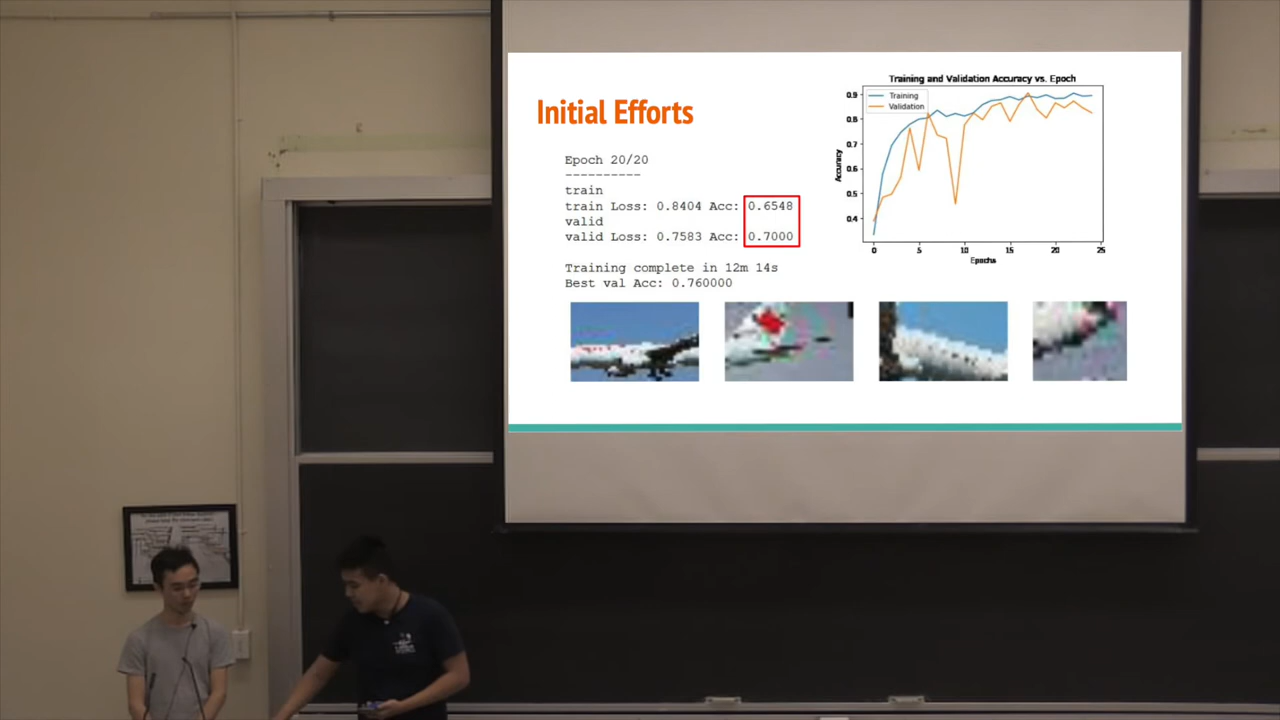 Initial Efforts
Epoch 20/20
----------
train
train Loss: 0.8404 Acc: 0.6548
valid
valid Loss: 0.7583 Acc: 0.7000
Training complete in 12m 14s
Best val Acc: 0.760000
Training and Validation Accuracy vs. Epoch
Training
Validation
Accuracy
0.9
0.8
0.7
0.6
0.5
0.4
0 5 10 15 20 25
Epochs